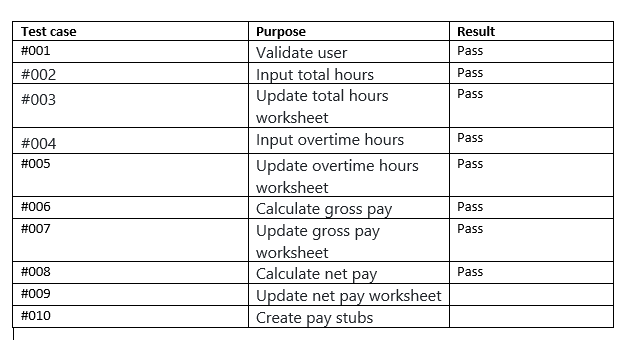 Test case Purpose Result
#001 Validate user Pass
#002 Input total hours Pass
#003 Update total hours Pass
worksheet
#004 Input overtime hours Pass
#005 Update overtime hours Pass
worksheet
#006 Calculate gross pay Pass
#007 Update gross pay Pass
worksheet
#008 Calculate net pay Pass
#009 Update net pay worksheet
#010 Create pay stubs